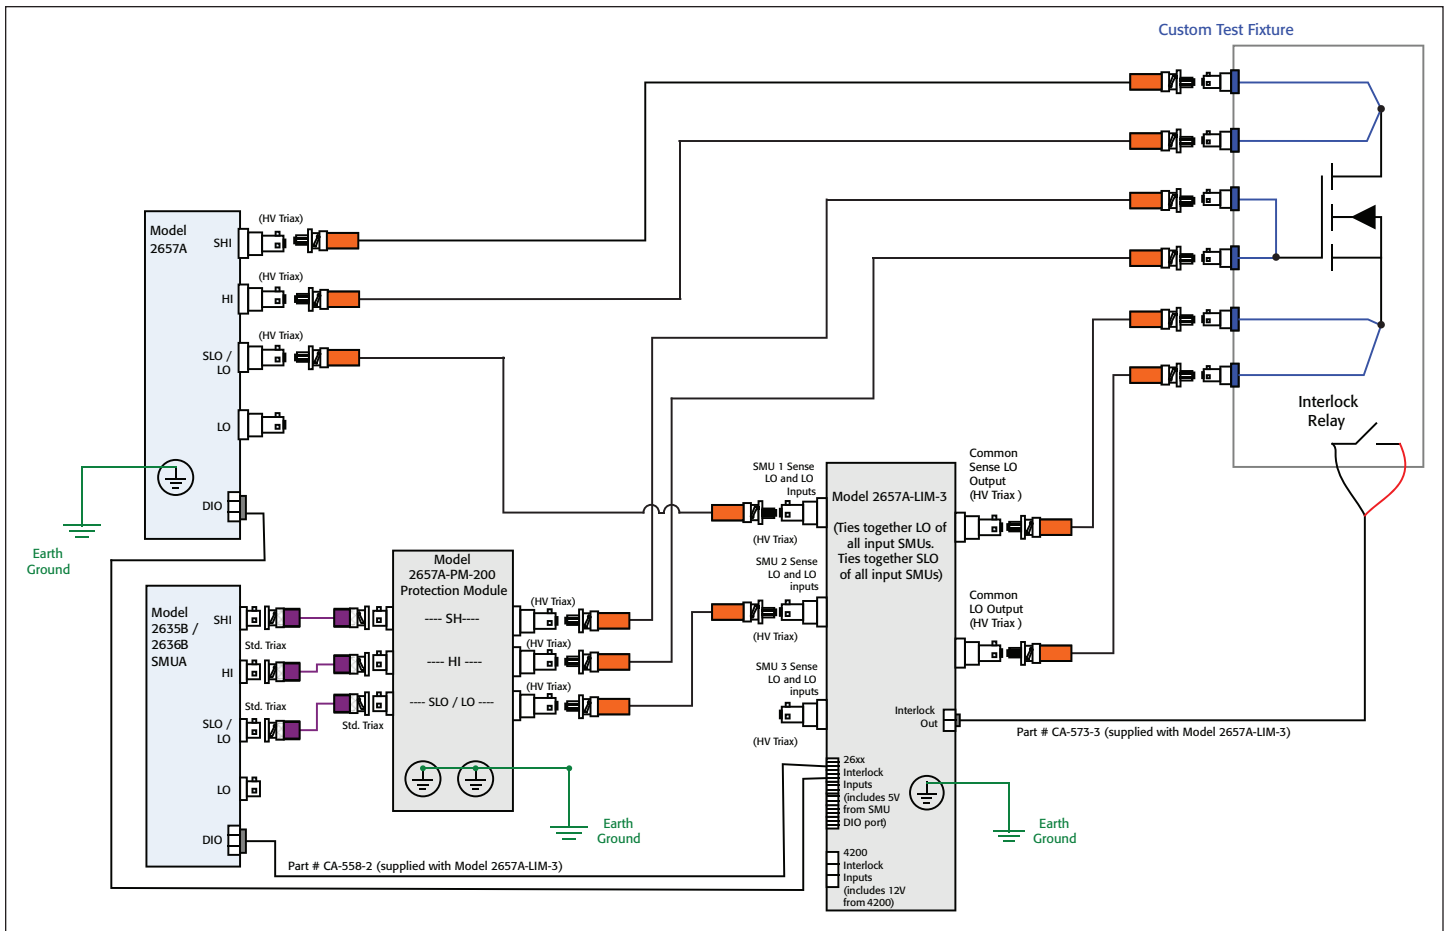 Custom Test Fixture
Model
2657A
(HV Triax)
SHI
(HV Triax)
HI
(HV Triax)
SLO /
LO
LO
DIO
Earth
Ground
Interlock
Relay
Model
2635B /
2636B
SMUA
SHI
Std. Triax
HI
Std. Triax
SLO /
LO
LO
DIO
Std. Triax
Model
2657A-PM-200
Protection Module
---- SH----
---- HI ----
---- SLO / LO ----
(HV Triax)
(HV Triax)
(HV Triax)
Earth
Ground
SMU 1 Sense
LO and LO
Inputs
(HV Triax)
SMU 2 Sense
LO and LO
inputs
(HV Triax)
SMU 3 Sense
LO and LO
inputs
(HV Triax)
Model 2657A-LIM-3
(Ties together LO of
all input SMUs.
Ties together SLO
of all input SMUs)
Common
Sense LO
Output
(HV Triax )
Common
LO Output
(HV Triax )
Interlock
Out
Part # CA-573-3 (supplied with Model 2657A-LIM-3)
26xx
Interlock
Inputs
(includes 5V
from SMU
DIO port)
Earth
Ground
4200
Interlock
Inputs
(includes 12V
from 4200)
Part # CA-558-2 (supplied with Model 2657A-LIM-3)